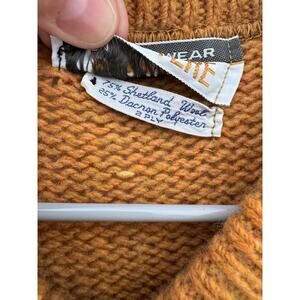 WEAR
75% Shetland Wool
25% Dacron Polyester
2 PLY